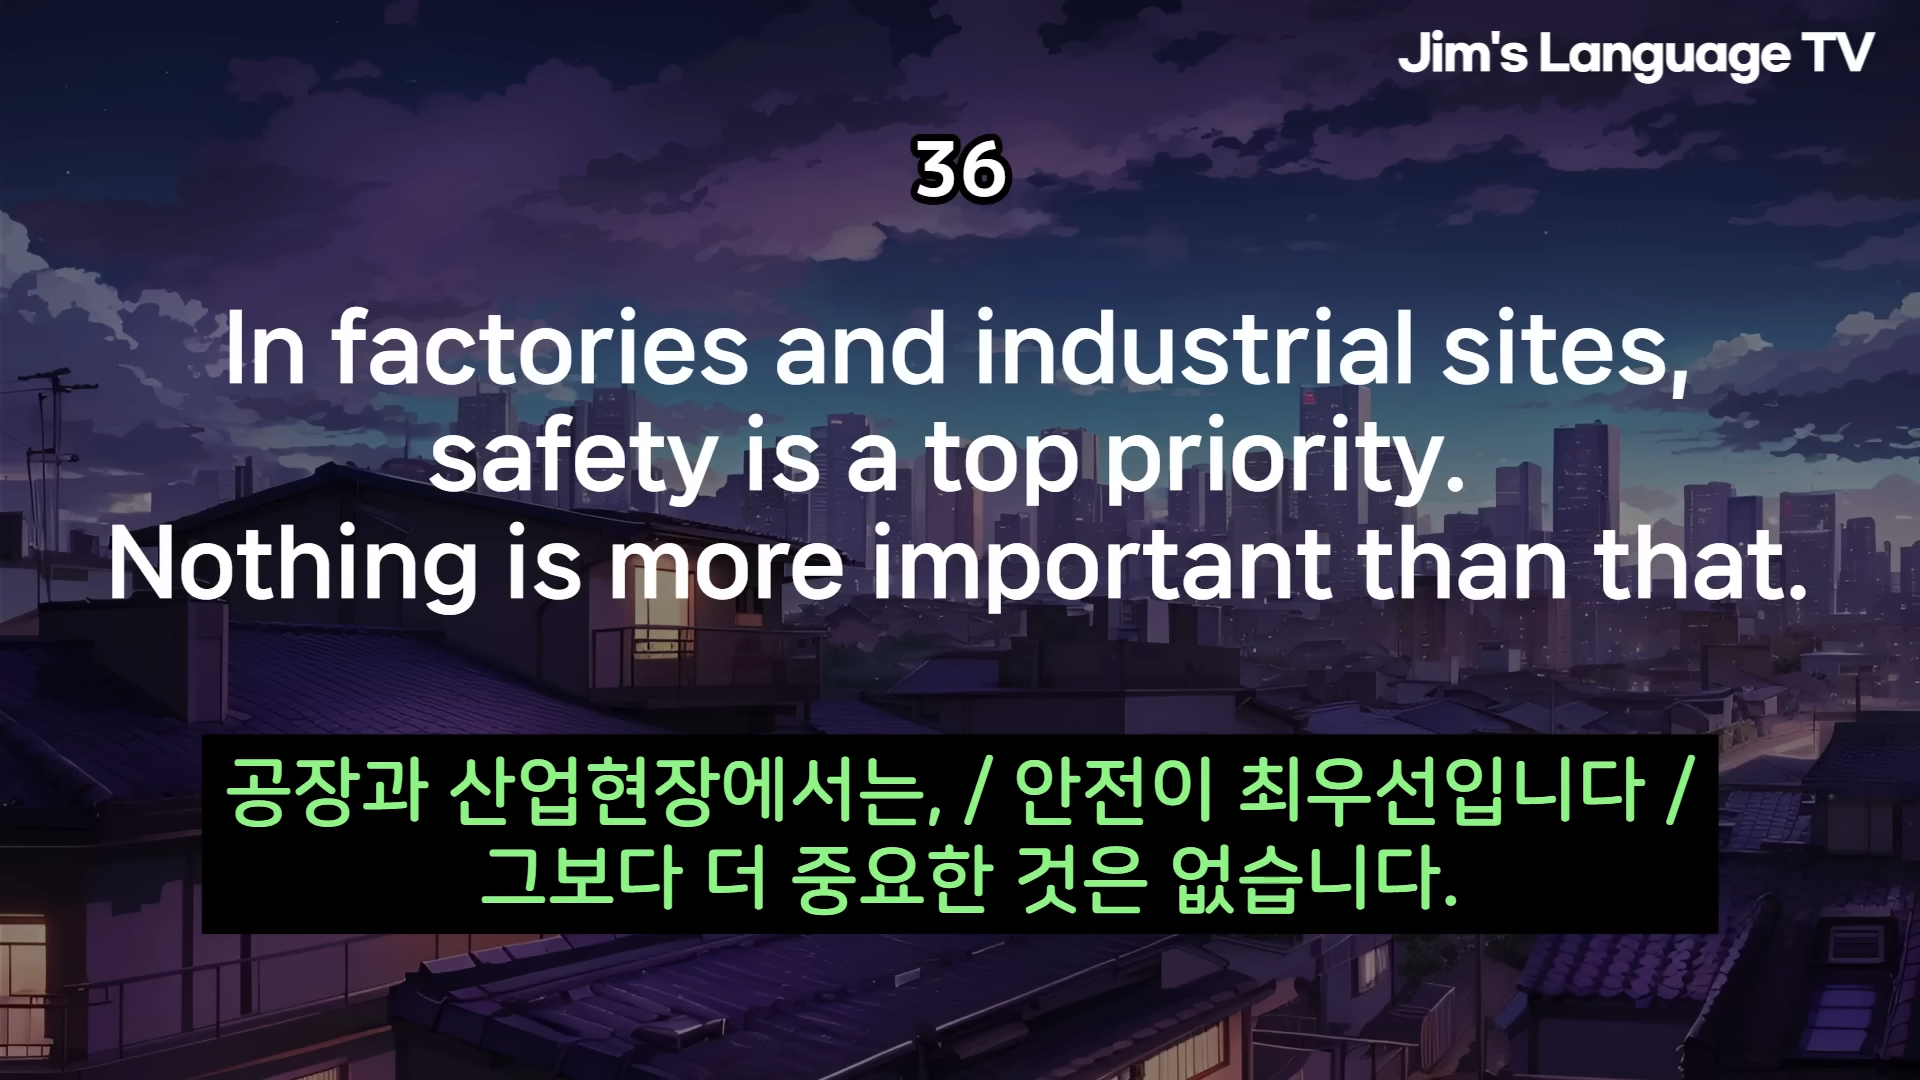 Jim's Language TV
36
In factories and industrial sites,
safety is a top priority.
Nothing is more important than that.
공장과 산업현장에서는, / 안전이 최우선입니다 /
그보다 더 중요한 것은 없습니다.